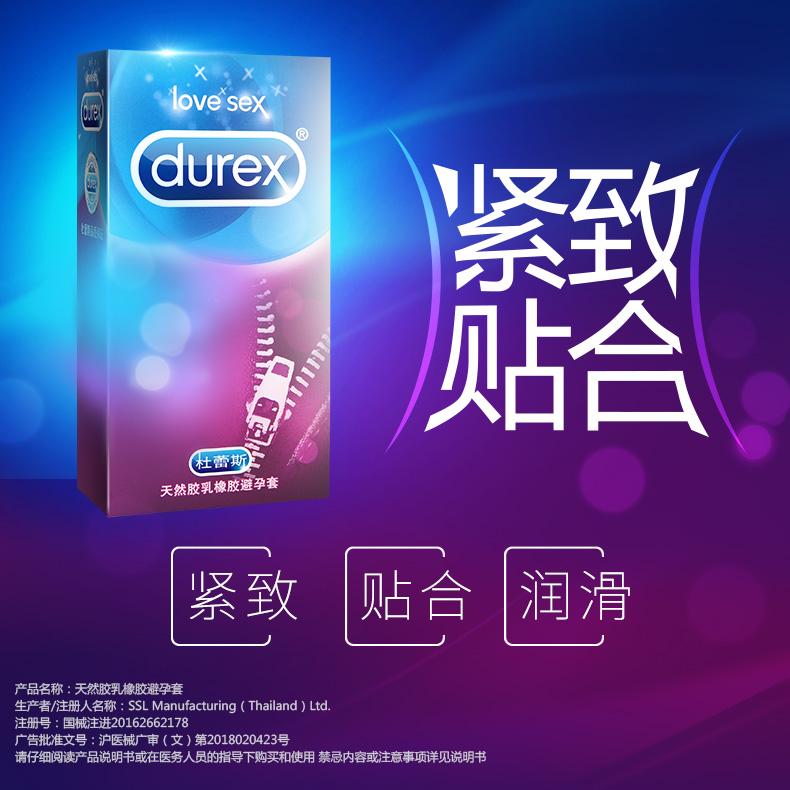 love sex
durex®
durex
durex
杜蕾斯
天然胶乳橡胶避孕套
紧致
贴合
紧致
贴合
润滑
产品名称：天然胶乳橡胶避孕套
生产者/注册人名称：SSL Manufacturing（Thailand）Ltd.
注册号：国械注进20162662178
广告批准文号：沪医械广审（文）第2018020423号
请仔细阅读产品说明书或在医务人员的指导下购买和使用 禁忌内容或注意事项详见说明书